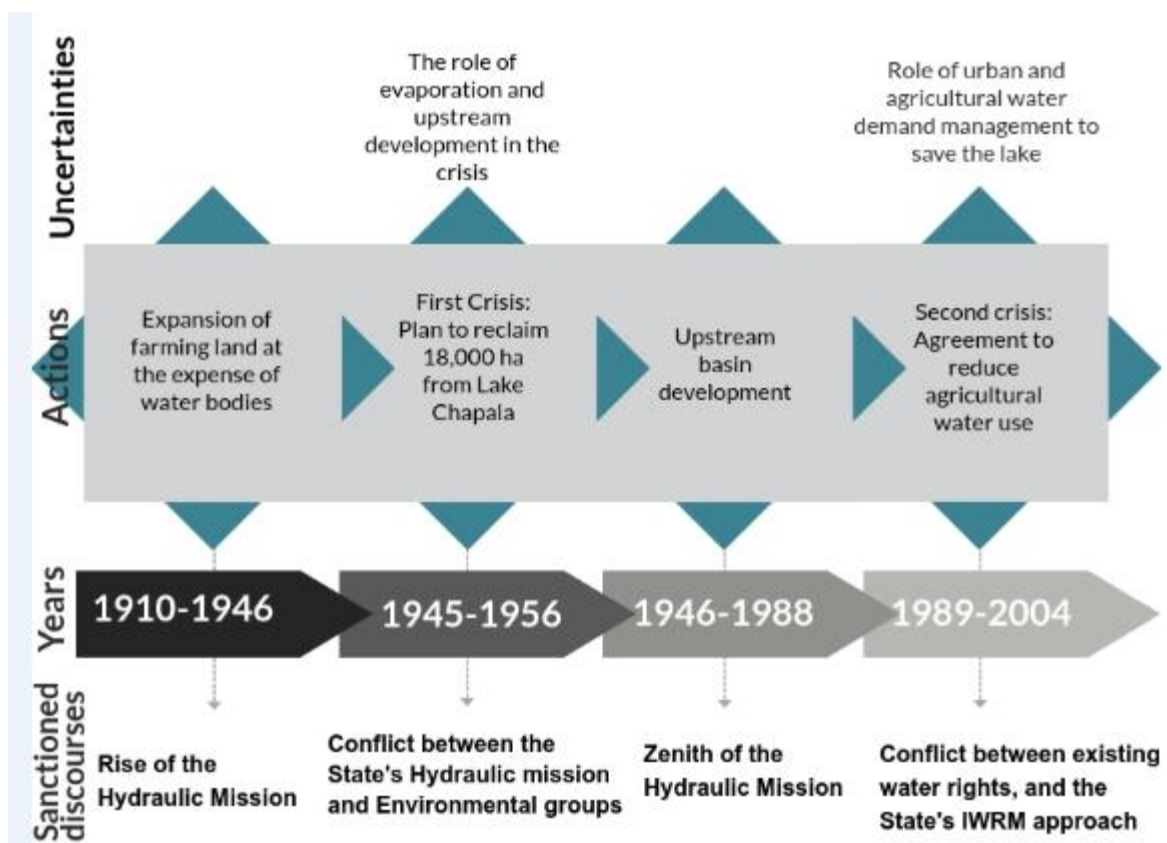 Uncertainties
The role of
evaporation and
upstream
development in the
crisis
Role of urban and
agricultural water
demand management to
save the lake
Actions
Expansion of
farming land at
the expense of
water bodies
First Crisis:
Plan to reclaim
18,000 ha
from Lake
Chapala
Upstream
basin
development
Second crisis:
Agreement to
reduce
agricultural
water use
Years
1910-1946
1945-1956
1946-1988
1989-2004
Sanctioned
discourses
Rise of the
Hydraulic Mission
Conflict between the
State's Hydraulic mission
and Environmental groups
Zenith of the
Hydraulic Mission
Conflict between existing
water rights, and the
State's IWRM approach